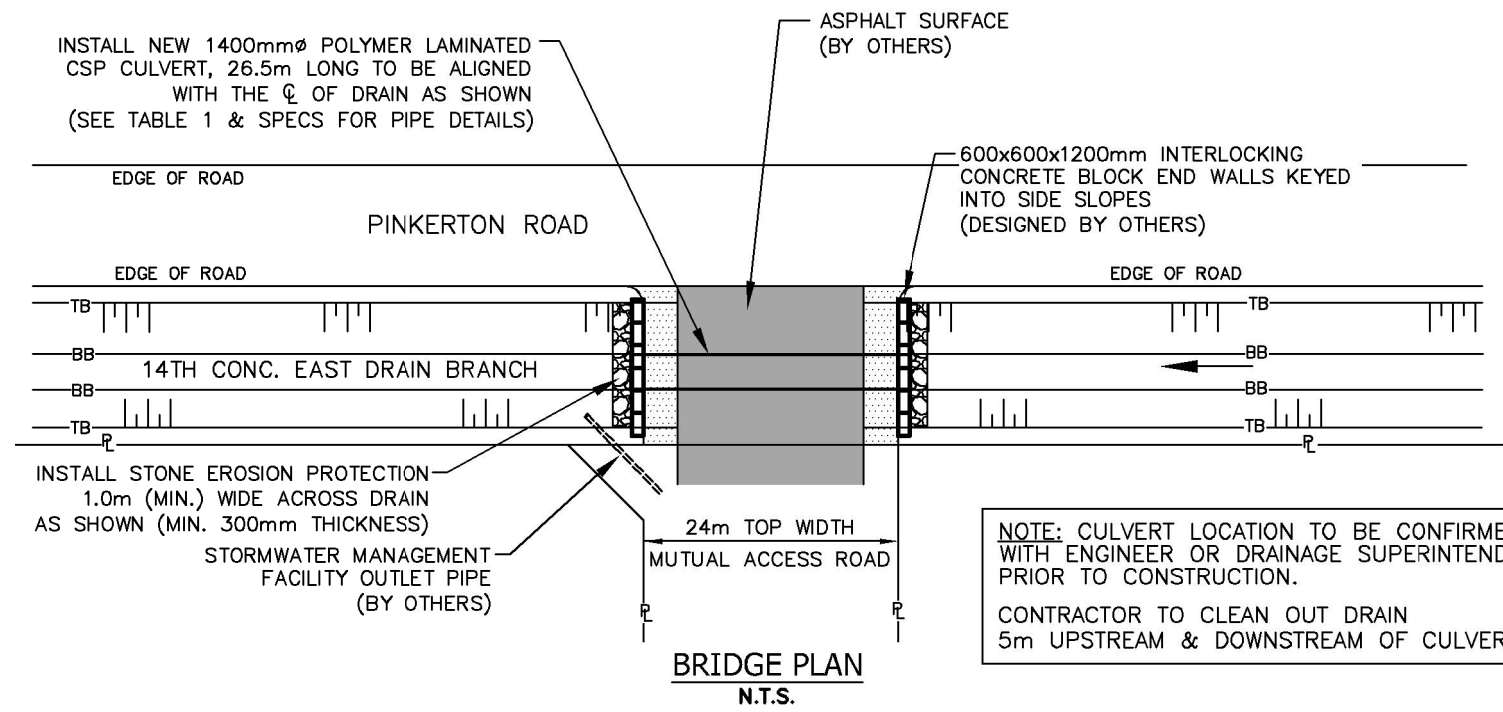 INSTALL NEW 1400mmø POLYMER LAMINATED
CSP CULVERT, 26.5m LONG TO BE ALIGNED
WITH THE ℄ OF DRAIN AS SHOWN
(SEE TABLE 1 & SPECS FOR PIPE DETAILS)
ASPHALT SURFACE
(BY OTHERS)
600x600x1200mm INTERLOCKING
CONCRETE BLOCK END WALLS KEYED
INTO SIDE SLOPES
(DESIGNED BY OTHERS)
EDGE OF ROAD
PINKERTON ROAD
EDGE OF ROAD
EDGE OF ROAD
TB
TB
BB
BB
14TH CONC. EAST DRAIN BRANCH
BB
BB
TB
TB
℄
℄
INSTALL STONE EROSION PROTECTION
1.0m (MIN.) WIDE ACROSS DRAIN
AS SHOWN (MIN. 300mm THICKNESS)
STORMWATER MANAGEMENT
FACILITY OUTLET PIPE
(BY OTHERS)
24m TOP WIDTH
MUTUAL ACCESS ROAD
PL
PL
NOTE: CULVERT LOCATION TO BE CONFIRME
WITH ENGINEER OR DRAINAGE SUPERINTEND
PRIOR TO CONSTRUCTION.
CONTRACTOR TO CLEAN OUT DRAIN
5m UPSTREAM & DOWNSTREAM OF CULVER
BRIDGE PLAN
N.T.S.